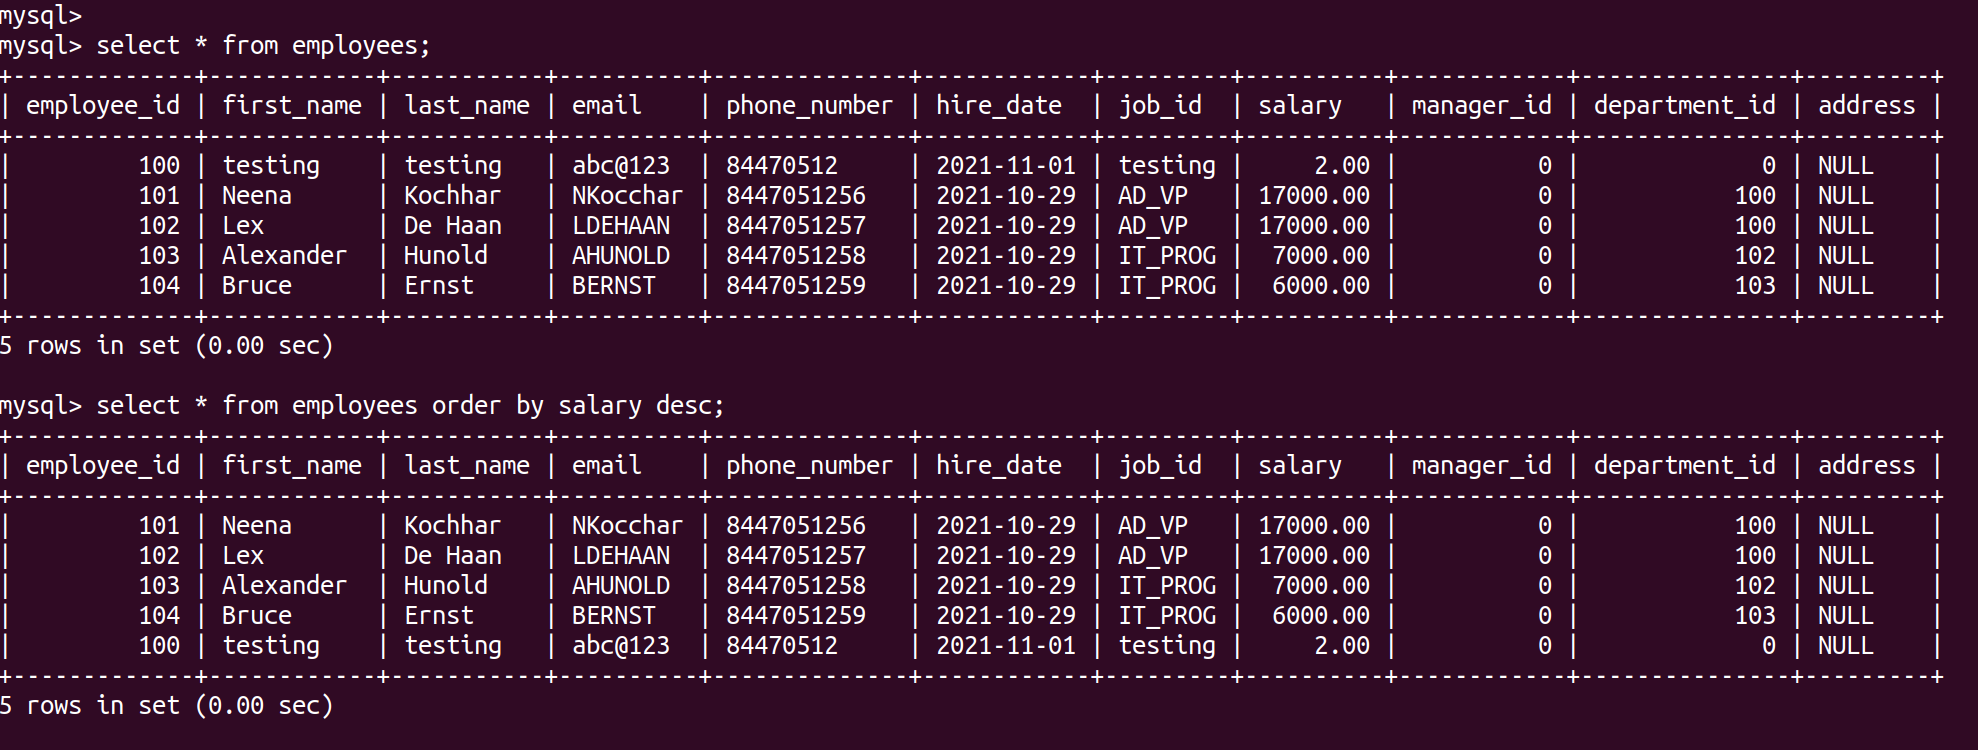 mysql>
mysql> select * from employees;
+-------------+------------+-----------+----------+--------------+------------+---------+----------+------------+---------------+---------+
| employee_id | first_name | last_name | email    | phone_number | hire_date  | job_id  | salary   | manager_id | department_id | address |
+-------------+------------+-----------+----------+--------------+------------+---------+----------+------------+---------------+---------+
|         100 | testing    | testing   | abc@123  | 84470512     | 2021-11-01 | testing |     2.00 |          0 |             0 | NULL    |
|         101 | Neena      | Kochhar   | NKocchar | 8447051256   | 2021-10-29 | AD_VP   | 17000.00 |          0 |           100 | NULL    |
|         102 | Lex        | De Haan   | LDEHAAN  | 8447051257   | 2021-10-29 | AD_VP   | 17000.00 |          0 |           100 | NULL    |
|         103 | Alexander  | Hunold    | AHUNOLD  | 8447051258   | 2021-10-29 | IT_PROG |  7000.00 |          0 |           102 | NULL    |
|         104 | Bruce      | Ernst     | BERNST   | 8447051259   | 2021-10-29 | IT_PROG |  6000.00 |          0 |           103 | NULL    |
+-------------+------------+-----------+----------+--------------+------------+---------+----------+------------+---------------+---------+
5 rows in set (0.00 sec)

mysql> select * from employees order by salary desc;
+-------------+------------+-----------+----------+--------------+------------+---------+----------+------------+---------------+---------+
| employee_id | first_name | last_name | email    | phone_number | hire_date  | job_id  | salary   | manager_id | department_id | address |
+-------------+------------+-----------+----------+--------------+------------+---------+----------+------------+---------------+---------+
|         101 | Neena      | Kochhar   | NKocchar | 8447051256   | 2021-10-29 | AD_VP   | 17000.00 |          0 |           100 | NULL    |
|         102 | Lex        | De Haan   | LDEHAAN  | 8447051257   | 2021-10-29 | AD_VP   | 17000.00 |          0 |           100 | NULL    |
|         103 | Alexander  | Hunold    | AHUNOLD  | 8447051258   | 2021-10-29 | IT_PROG |  7000.00 |          0 |           102 | NULL    |
|         104 | Bruce      | Ernst     | BERNST   | 8447051259   | 2021-10-29 | IT_PROG |  6000.00 |          0 |           103 | NULL    |
|         100 | testing    | testing   | abc@123  | 84470512     | 2021-11-01 | testing |     2.00 |          0 |             0 | NULL    |
+-------------+------------+-----------+----------+--------------+------------+---------+----------+------------+---------------+---------+
5 rows in set (0.00 sec)